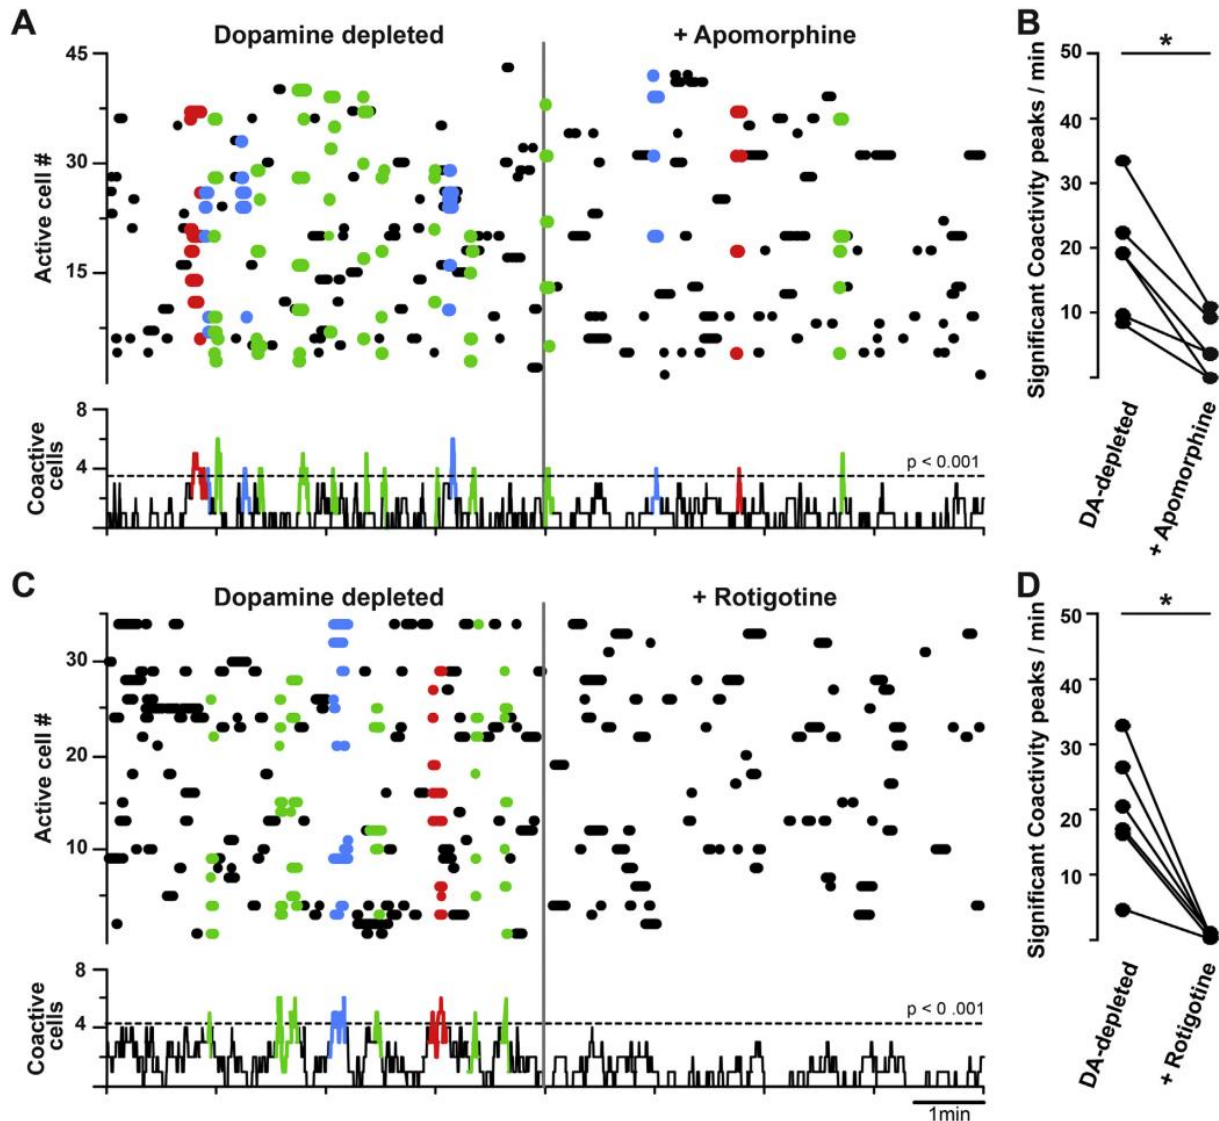 A
Dopamine depleted
+ Apomorphine
45
30
15
Active cell #
8
4
Coactive
cells
p < 0.001
B
*
50
40
30
20
10
Significant Coactivity peaks / min
DA-depleted
+ Apomorphine
C
Dopamine depleted
+ Rotigotine
30
20
10
Active cell #
8
4
Coactive
cells
p < 0 .001
1min
D
*
50
40
30
20
10
Significant Coactivity peaks / min
DA-depleted
+ Rotigotine